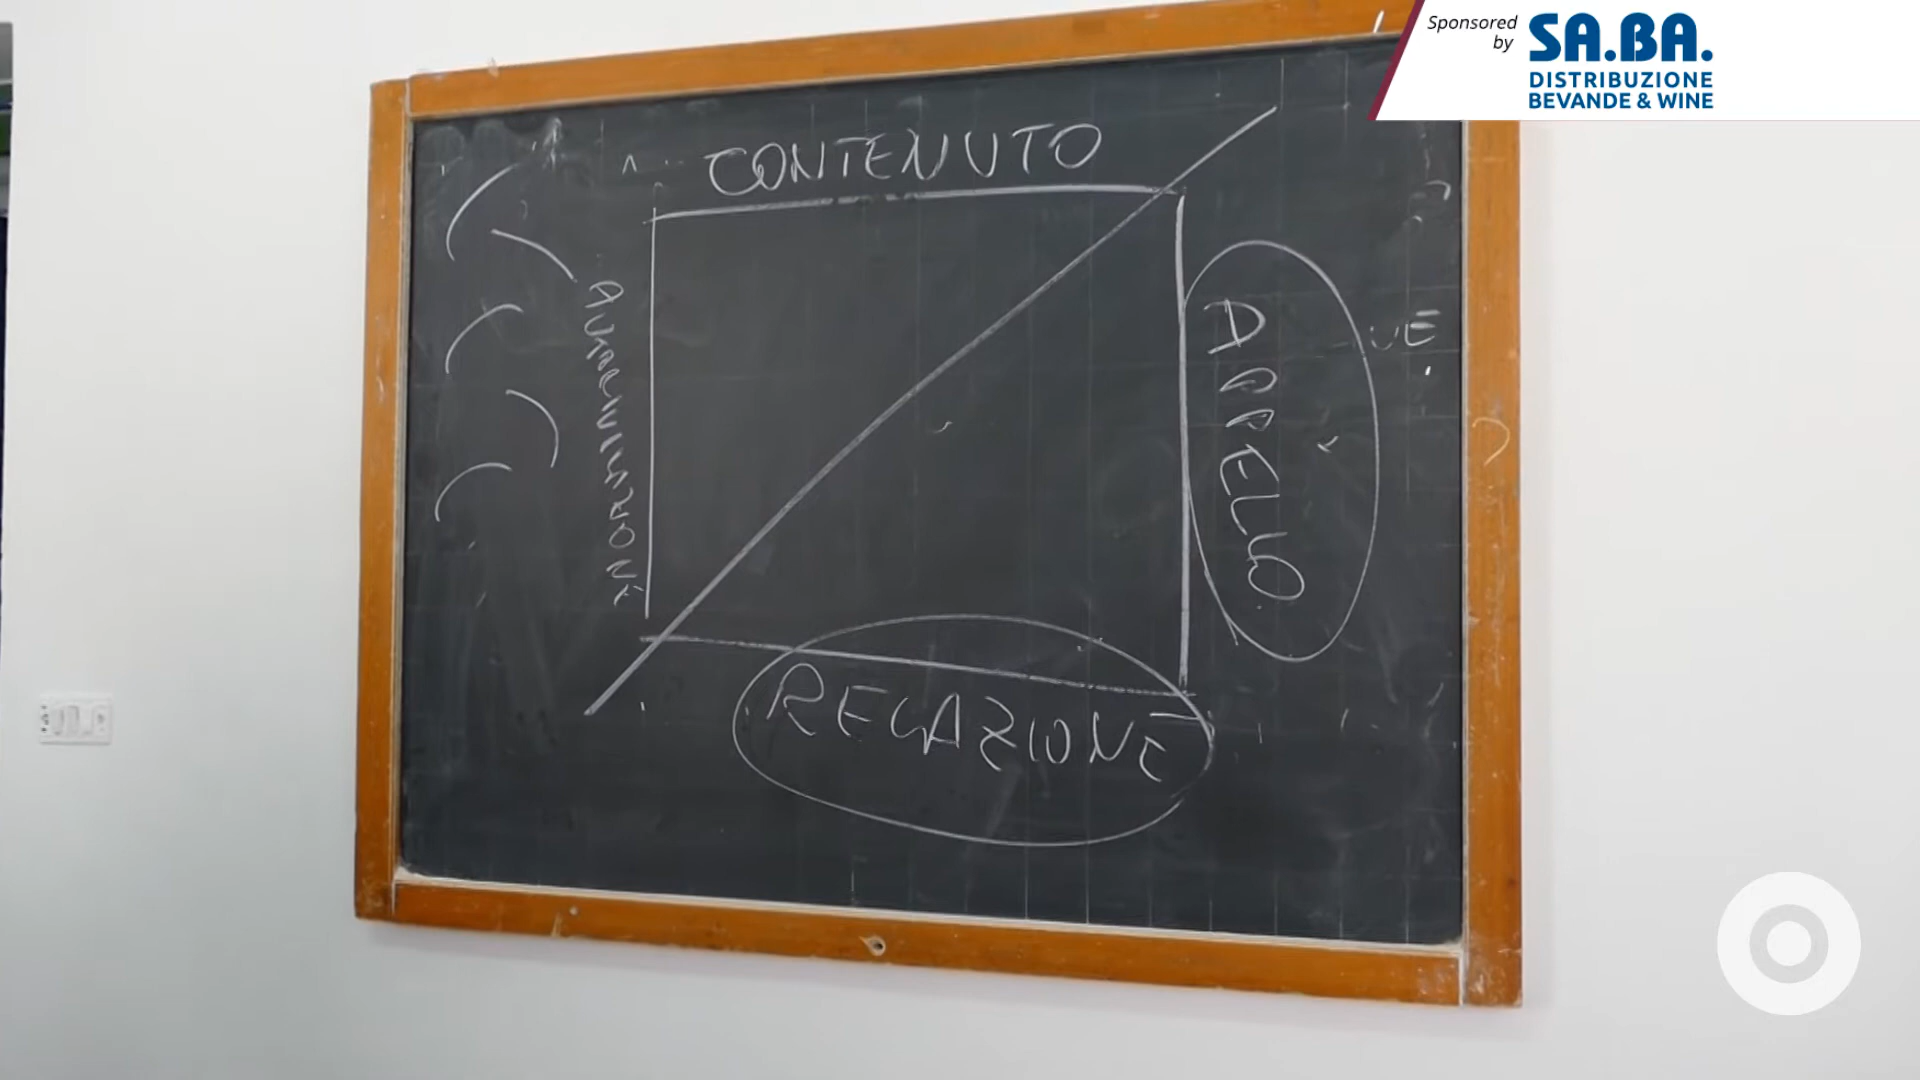 Sponsored
by
SA.BA.
DISTRIBUZIONE
BEVANDE & WINE
CONTENUTO
APPELLO
RELAZIONE